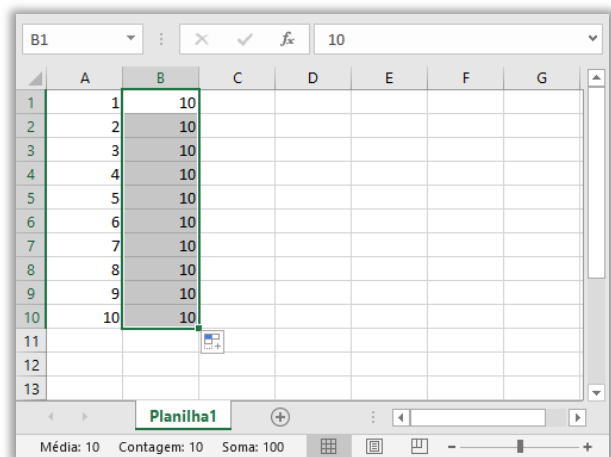 B1 fx 10
A B C D E F G
1 1 10
2 2 10
3 3 10
4 4 10
5 5 10
6 6 10
7 7 10
8 8 10
9 9 10
10 10 10
11
12
13
Planilha1
Média: 10 Contagem: 10 Soma: 100